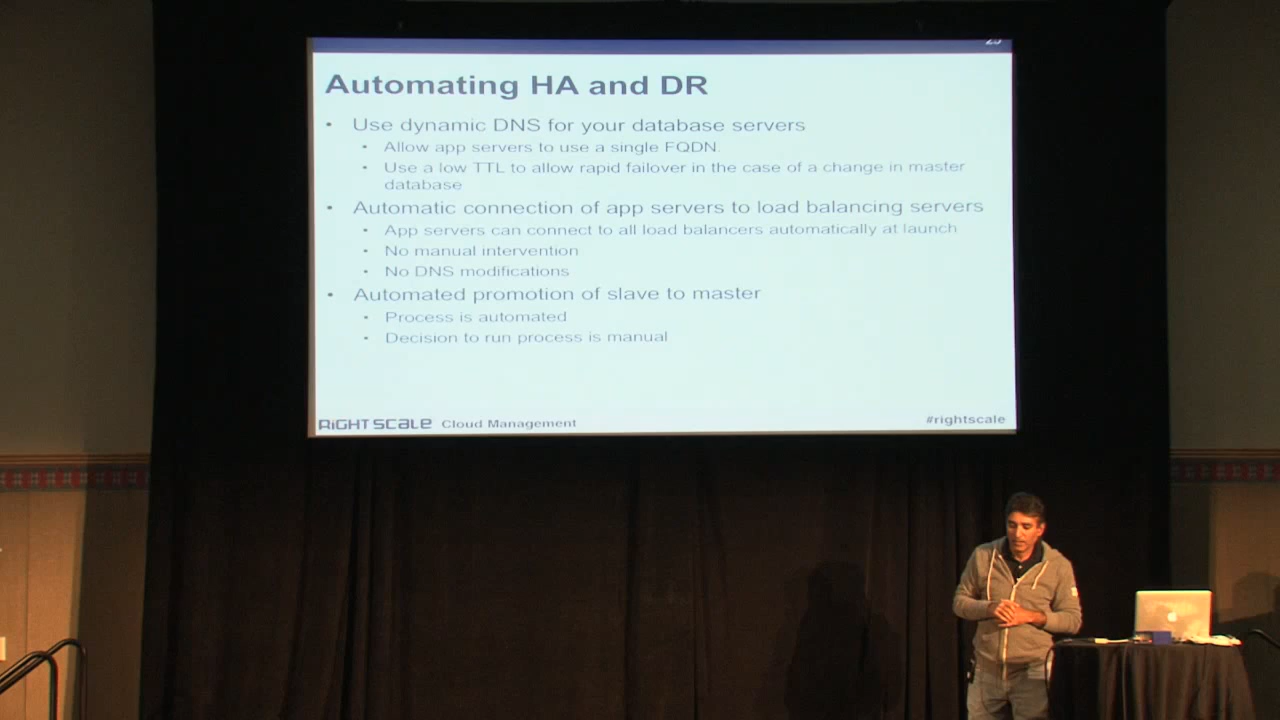 25
Automating HA and DR
• Use dynamic DNS for your database servers
• Allow app servers to use a single FQDN.
• Use a low TTL to allow rapid failover in the case of a change in master
database
• Automatic connection of app servers to load balancing servers
• App servers can connect to all load balancers automatically at launch
• No manual intervention
• No DNS modifications
• Automated promotion of slave to master
• Process is automated
• Decision to run process is manual
RIGHTSCALE Cloud Management
#rightscale